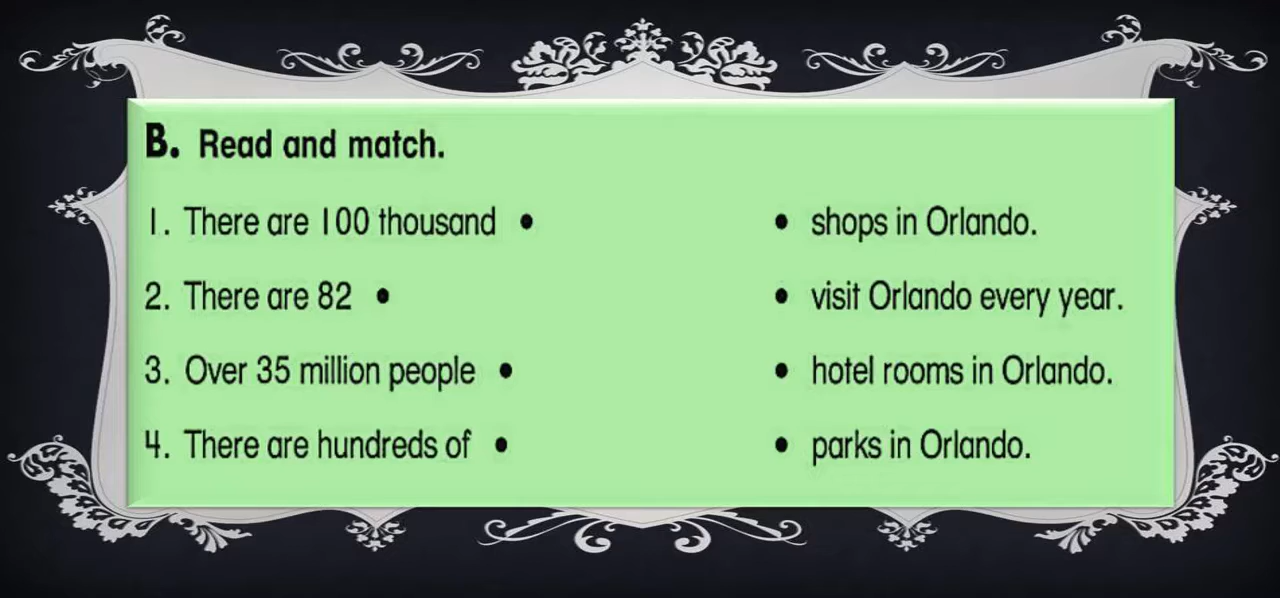 B. Read and match.
1. There are 100 thousand • • shops in Orlando.
2. There are 82 • • visit Orlando every year.
3. Over 35 million people • • hotel rooms in Orlando.
4. There are hundreds of • • parks in Orlando.